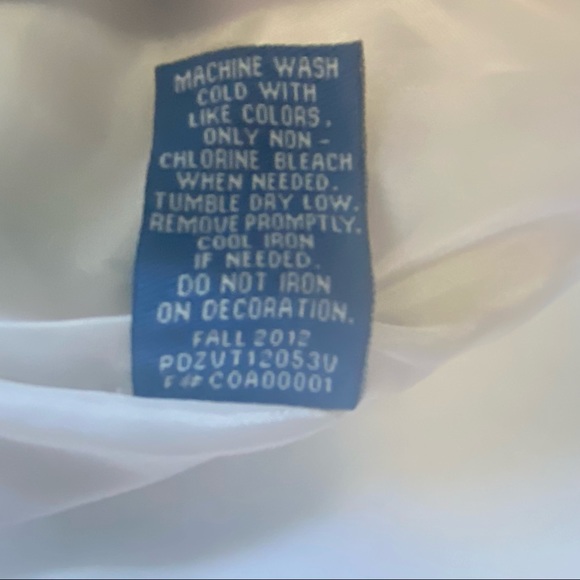 MACHINE WASH
COLD WITH
LIKE COLORS.
ONLY NON-
CHLORINE BLEACH
WHEN NEEDED.
TUMBLE DRY LOW.
REMOVE PROMPTLY.
COOL IRON
IF NEEDED.
DO NOT IRON
ON DECORATION.
FALL 2012
PDZVT12053V
F# COA00001